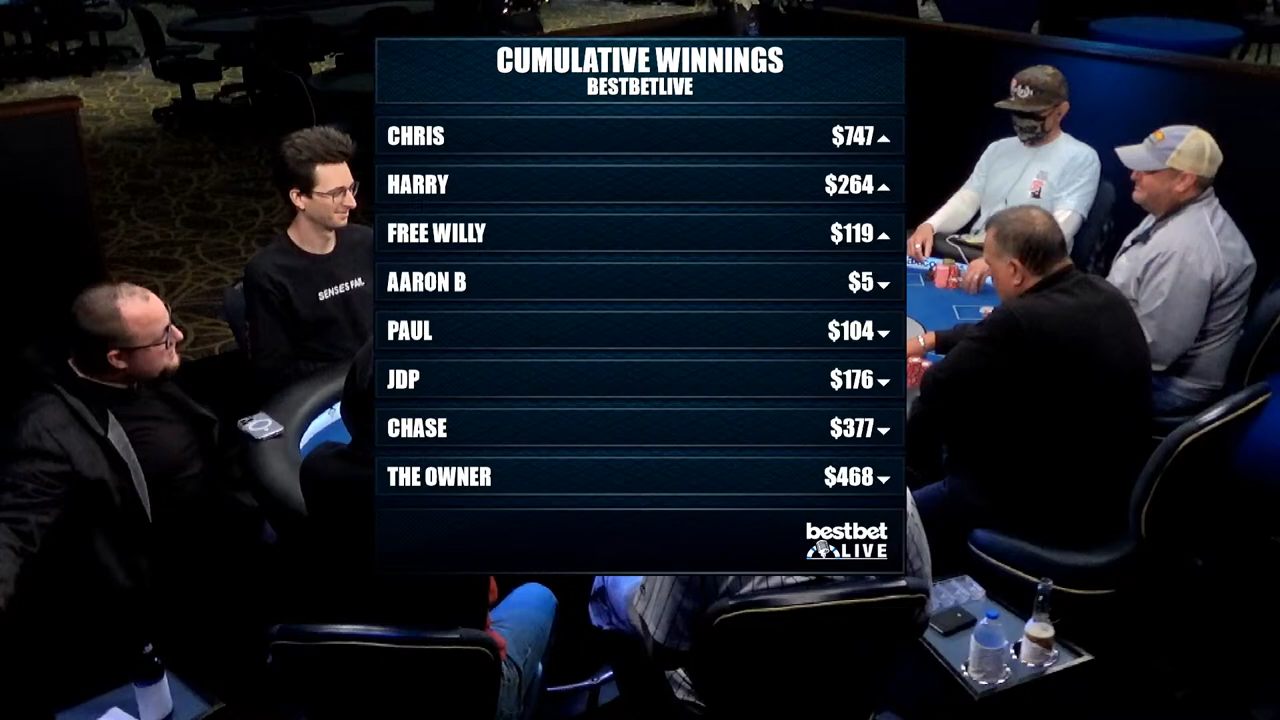 CUMULATIVE WINNINGS
BESTBETLIVE
CHRIS $747
HARRY $264
FREE WILLY $119
AARON B $5
PAUL $104
JDP $176
CHASE $377
THE OWNER $468
bestbet
LIVE
SENSES FAIL